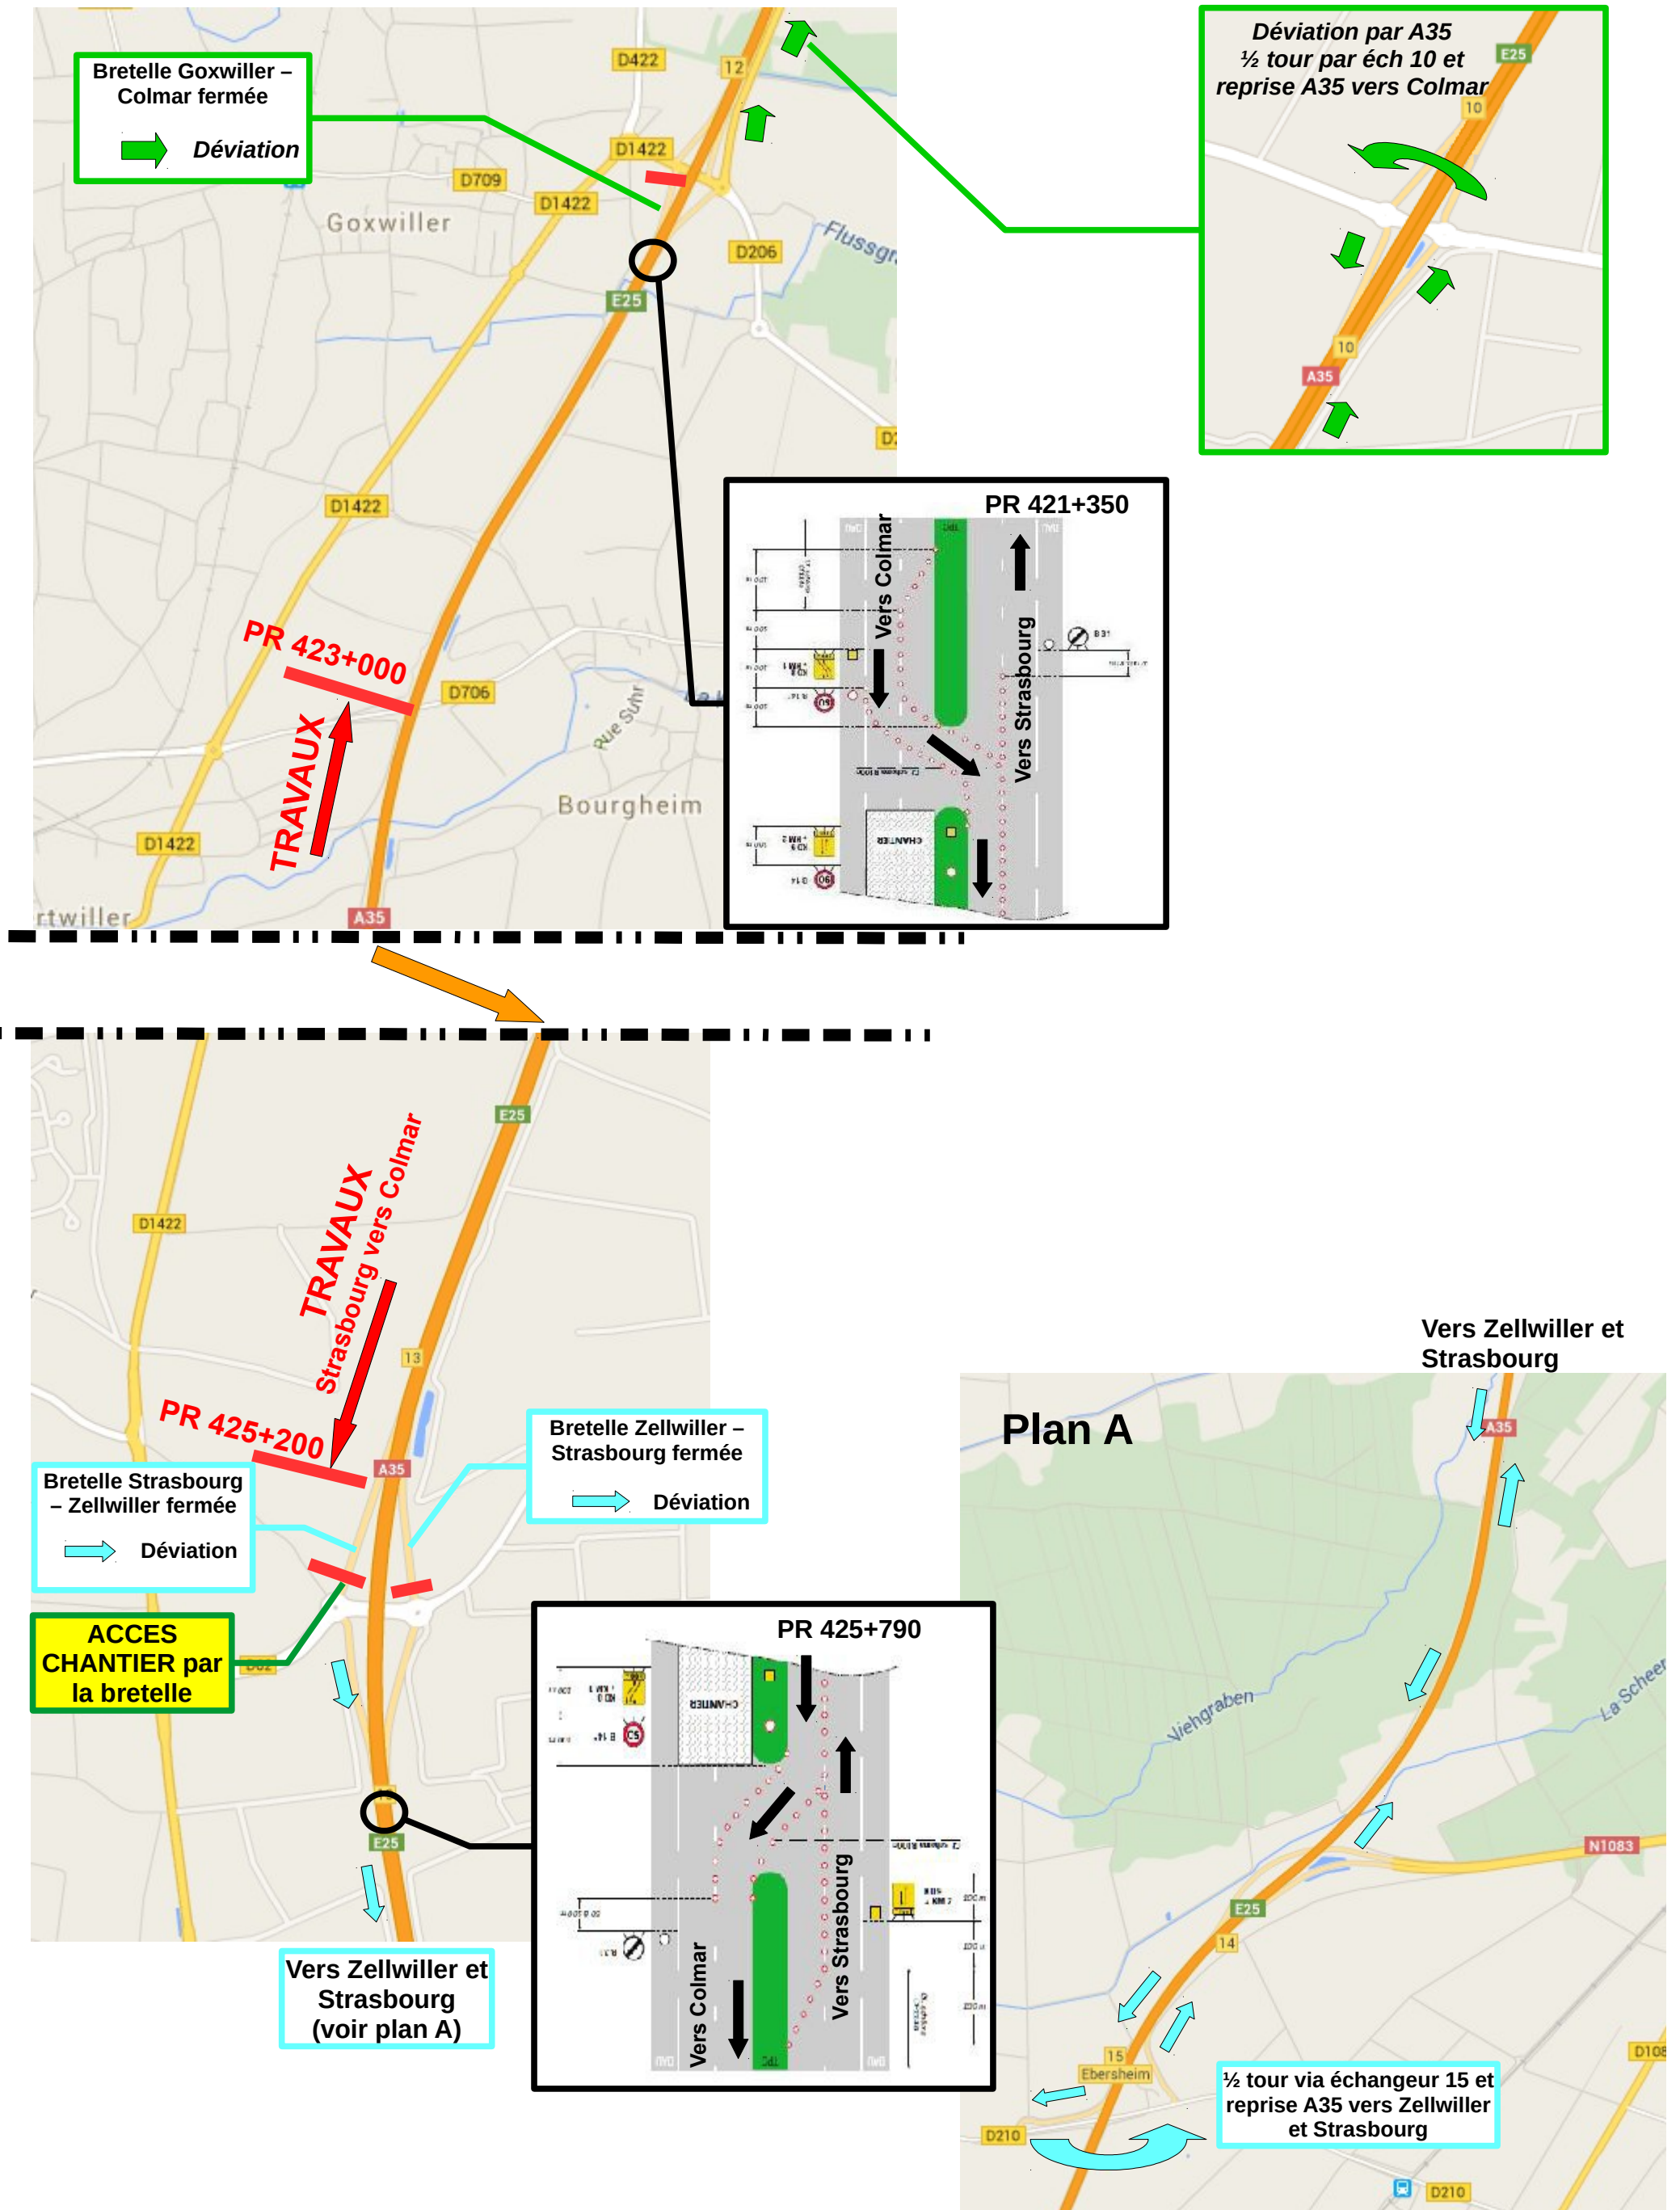 Bretelle Goxwiller –
Colmar fermée
Déviation
D422
12
D1422
D709
D1422
Goxwiller
D206
E25
D1422
PR 423+000
TRAVAUX
D706
Rue Suhr
Bourgheim
D1422
rtwiller
A35
Déviation par A35
½ tour par éch 10 et
reprise A35 vers Colmar
E25
10
10
A35
PR 421+350
Vers Colmar
Vers Strasbourg
TPC
B31
CHANTIER
E25
D1422
TRAVAUX
Strasbourg vers Colmar
13
PR 425+200
A35
Bretelle Strasbourg
– Zellwiller fermée
Déviation
Bretelle Zellwiller –
Strasbourg fermée
Déviation
ACCES
CHANTIER par
la bretelle
E25
Vers Zellwiller et
Strasbourg
(voir plan A)
PR 425+790
CHANTIER
Vers Colmar
Vers Strasbourg
TPC
Vers Zellwiller et
Strasbourg
Plan A
A35
Viehgraben
La Scheer
N1083
E25
14
15
Ebersheim
D108
½ tour via échangeur 15 et
reprise A35 vers Zellwiller
et Strasbourg
D210
D210